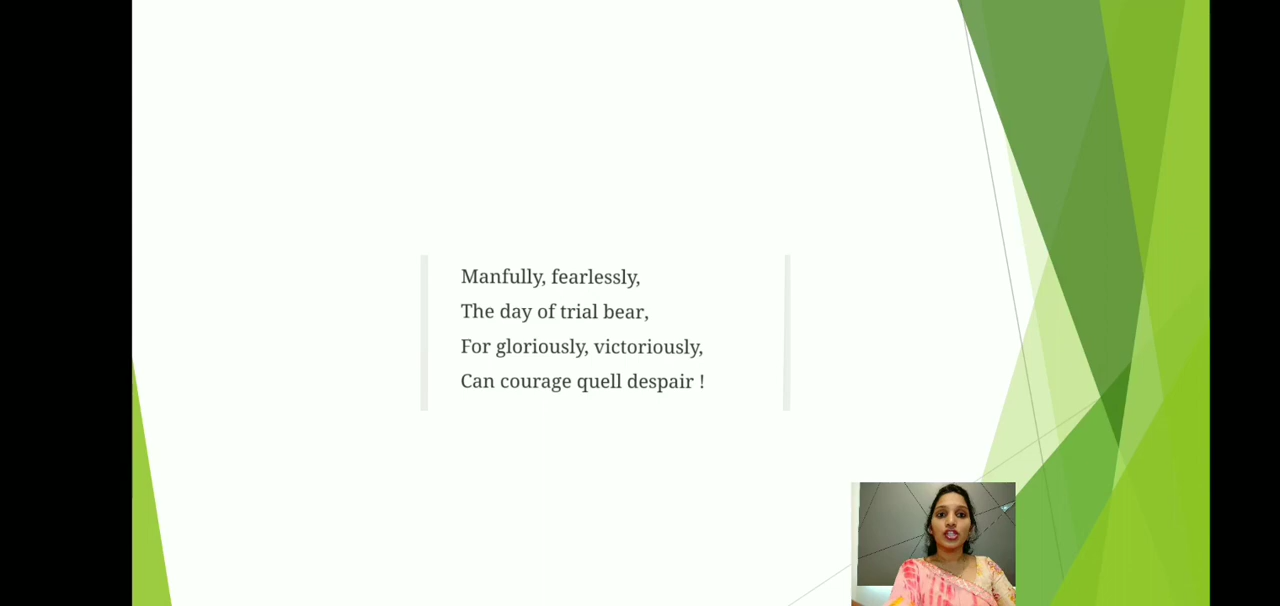 Manfully, fearlessly,
The day of trial bear,
For gloriously, victoriously,
Can courage quell despair !